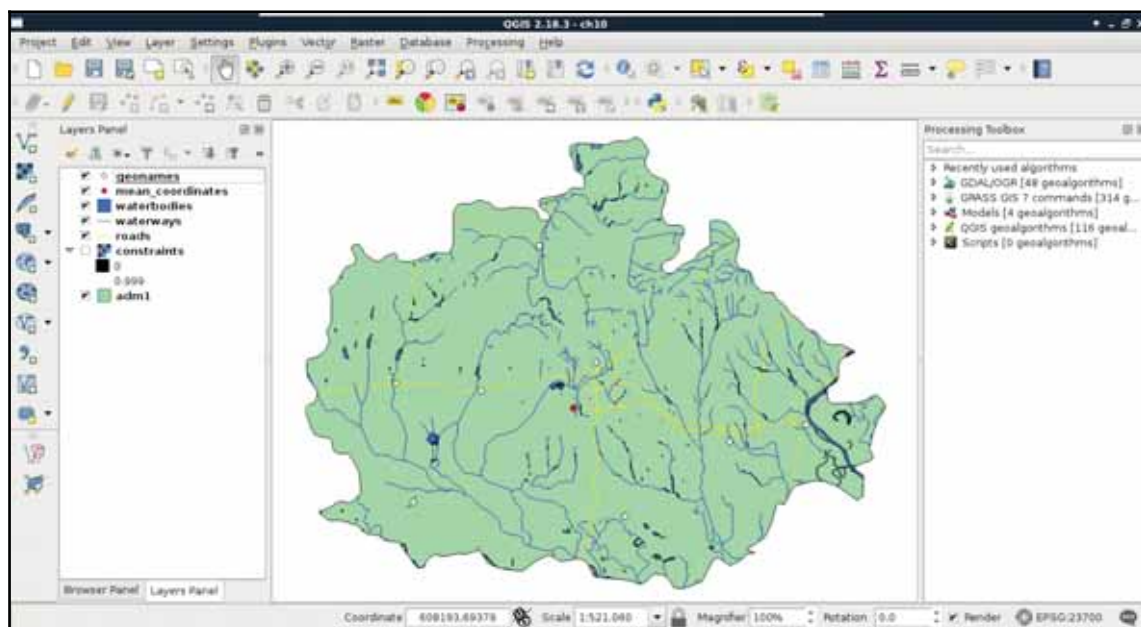 QGIS 2.18.3 - ch10
Project Edit View Layer Settings Plugins Vector Raster Database Processing Help
Layers Panel
geonames
mean_coordinates
waterbodies
waterways
roads
constraints
0
0.999
adm1
Browser Panel Layers Panel
Processing Toolbox
Search...
Recently used algorithms
GDAL/OGR [48 geoalgorithms]
GRASS GIS 7 commands [314 g...
Models [4 geoalgorithms]
QGIS geoalgorithms [116 geoal...
Scripts [0 geoalgorithms]
Coordinate 608193,69378 Scale 1:521.060 Magnifier 100% Rotation 0.0 Render EPSG:23700